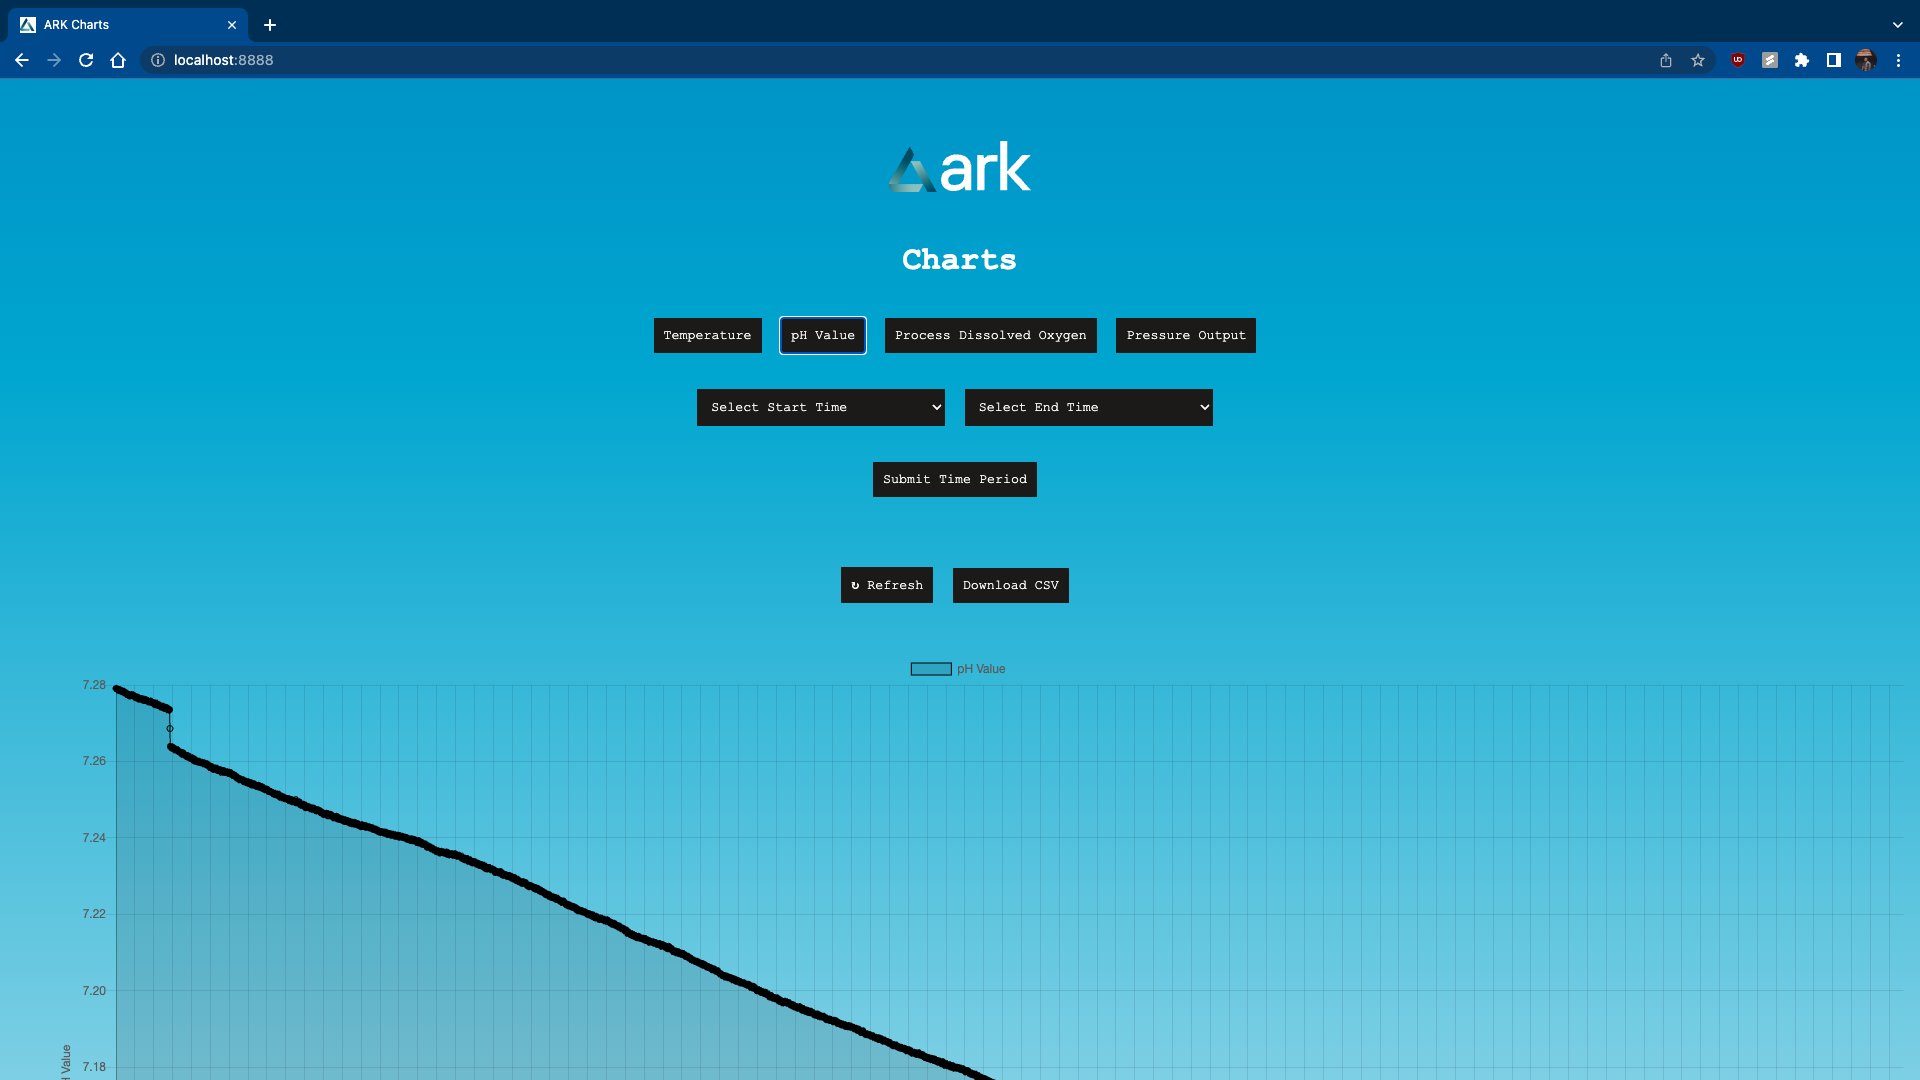 ARK Charts
localhost:8888
ark
Charts
Temperature pH Value Process Dissolved Oxygen Pressure Output
Select Start Time Select End Time
Submit Time Period
↻ Refresh Download CSV
pH Value
7.28
7.26
7.24
7.22
7.20
7.18
Value